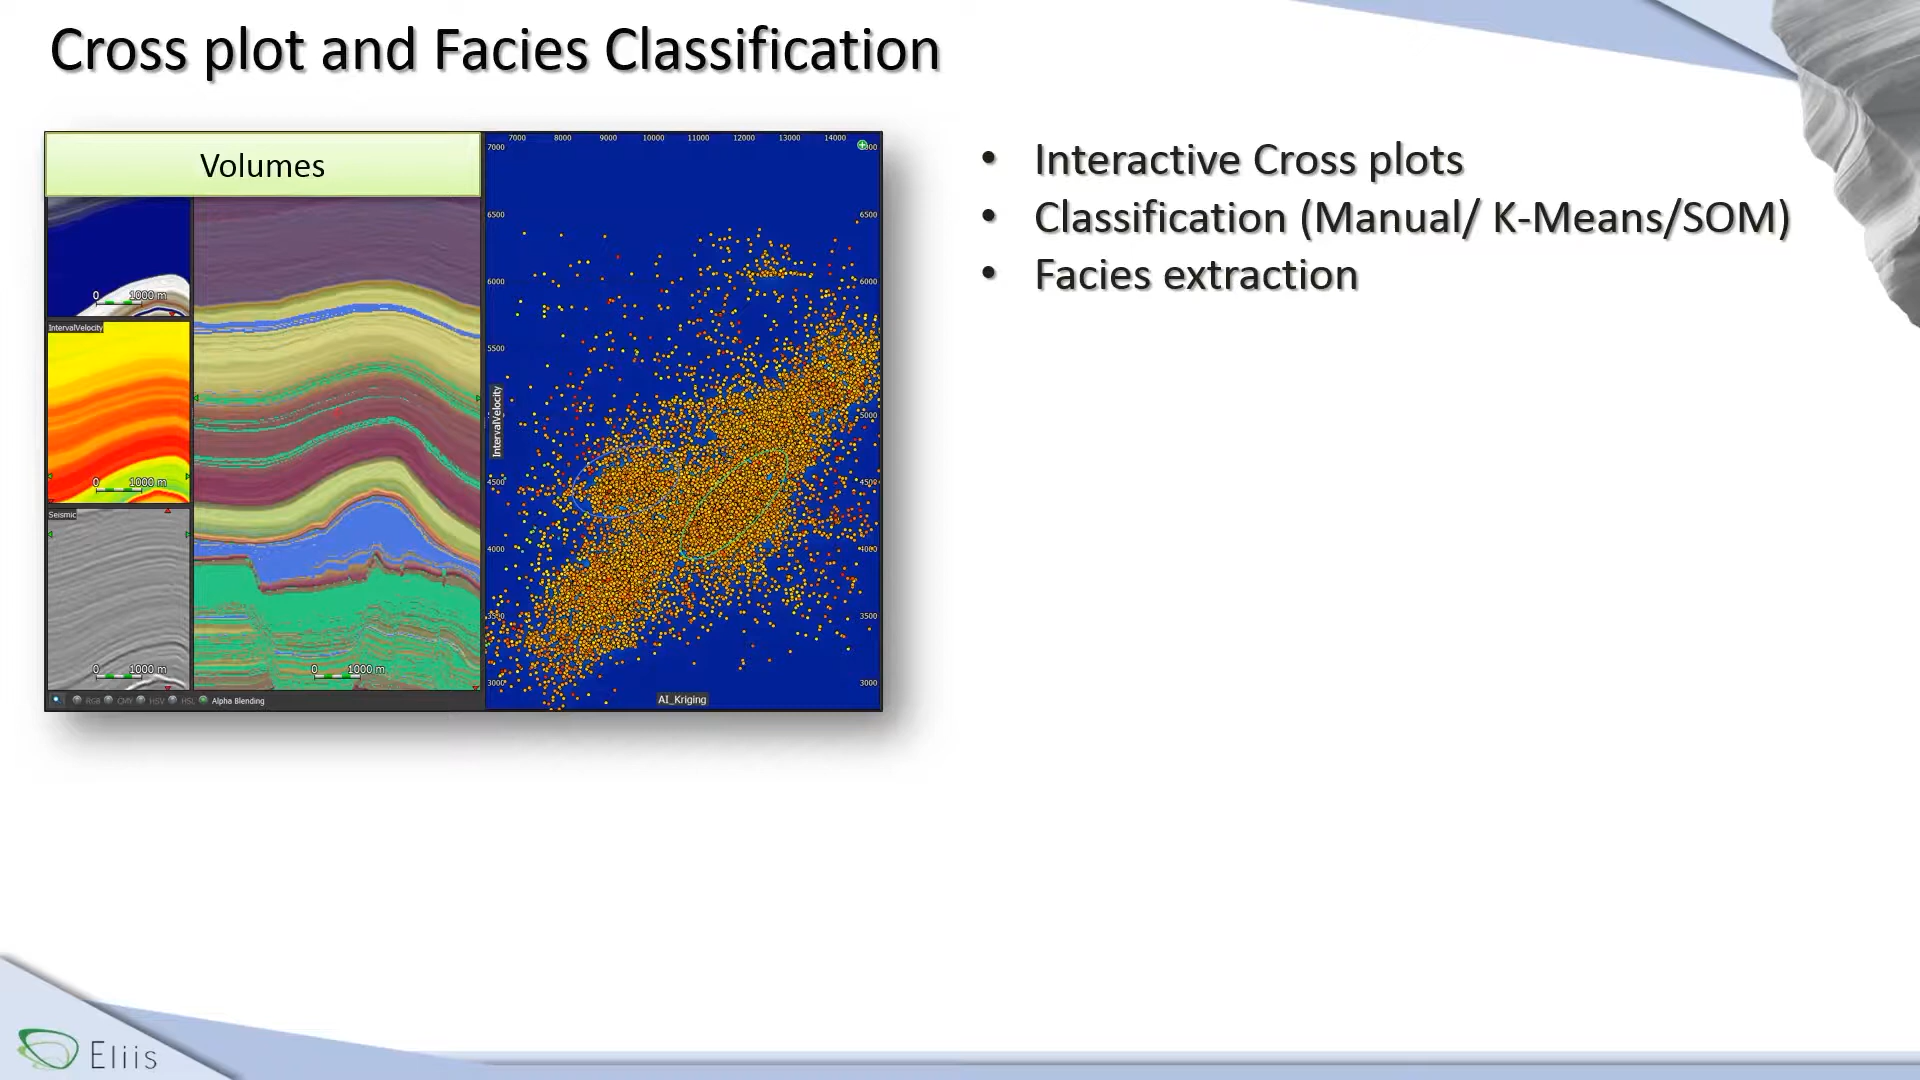 Cross plot and Facies Classification
Volumes
0 1000 m
IntervalVelocity
0 1000 m
Seismic
0 1000 m
0 1000 m
RGB CMY HSV HSL Alpha Blending
7000 8000 9000 10000 11000 12000 13000 14000
7000
6500 6500
6000 6000
5500
5000
4500 4500
4000 4000
3500 3500
3000 3000
IntervalVelocity
AI_Kriging
• Interactive Cross plots
• Classification (Manual/ K-Means/SOM)
• Facies extraction
Eliis